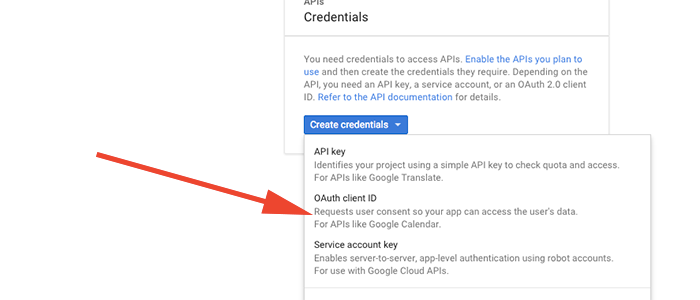 APIs
Credentials
You need credentials to access APIs. Enable the APIs you plan to
use and then create the credentials they require. Depending on the
API, you need an API key, a service account, or an OAuth 2.0 client
ID. Refer to the API documentation for details.
Create credentials
API key
Identifies your project using a simple API key to check quota and access.
For APIs like Google Translate.
OAuth client ID
Requests user consent so your app can access the user's data.
For APIs like Google Calendar.
Service account key
Enables server-to-server, app-level authentication using robot accounts.
For use with Google Cloud APIs.